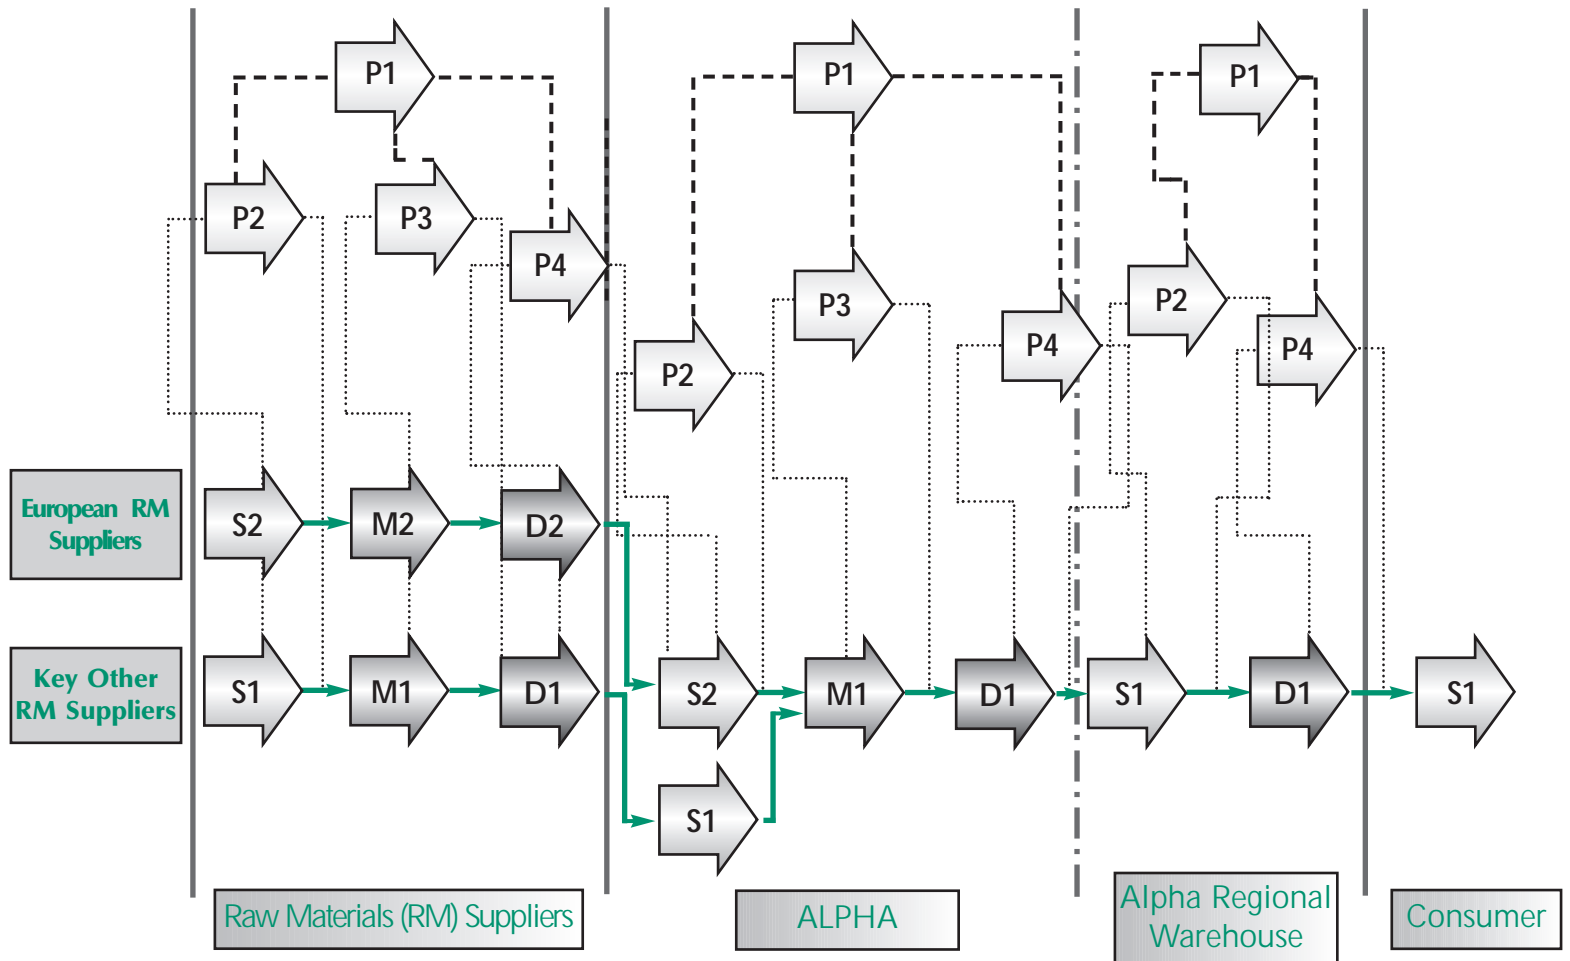 P1
P1
P1
P2
P3
P4
P2
P3
P4
P2
P4
European RM
Suppliers
S2
M2
D2
Key Other
RM Suppliers
S1
M1
D1
S2
M1
D1
S1
D1
S1
S1
Raw Materials (RM) Suppliers
ALPHA
Alpha Regional
Warehouse
Consumer